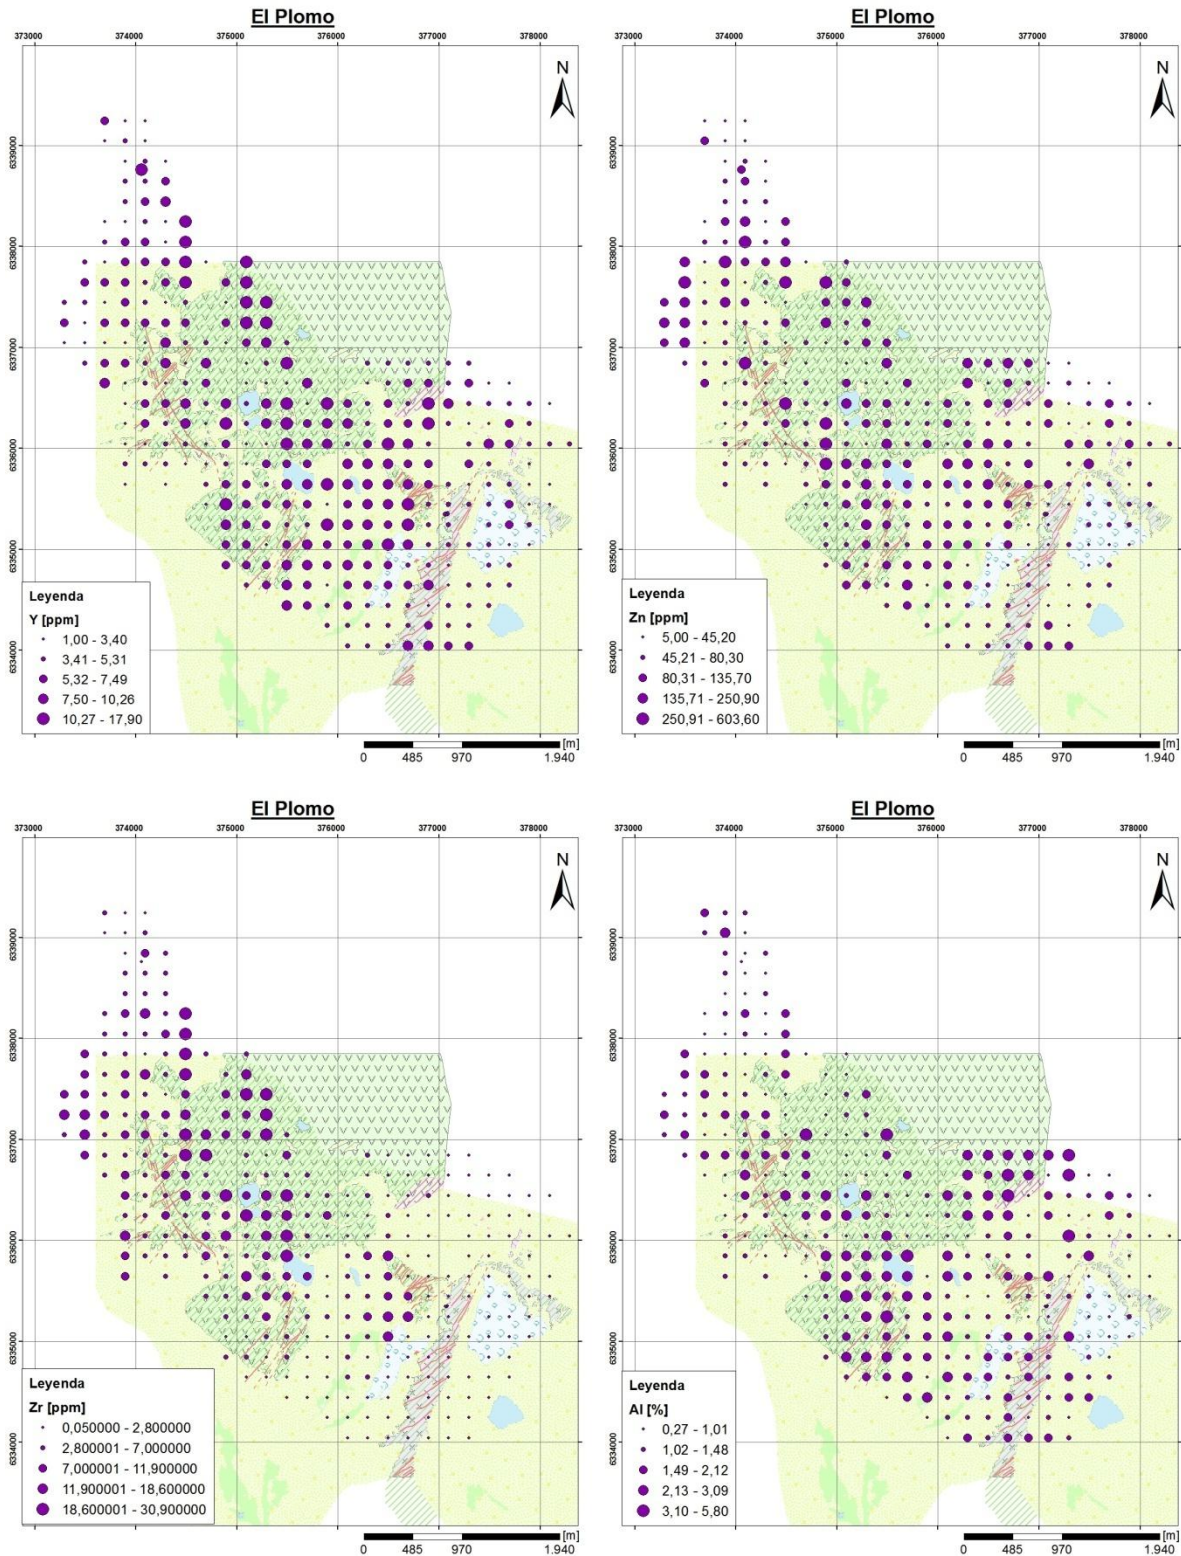 El Plomo
373000 374000 375000 376000 377000 378000
N
6339000
6338000
6337000
6336000
6335000
6334000
Leyenda
Y [ppm]
1,00 - 3,40
3,41 - 5,31
5,32 - 7,49
7,50 - 10,26
10,27 - 17,90
[m]
0 485 970 1.940
El Plomo
373000 374000 375000 376000 377000 378000
N
6339000
6338000
6337000
6336000
6335000
6334000
Leyenda
Zn [ppm]
5,00 - 45,20
45,21 - 80,30
80,31 - 135,70
135,71 - 250,90
250,91 - 603,60
[m]
0 485 970 1.940
El Plomo
373000 374000 375000 376000 377000 378000
N
6339000
6338000
6337000
6336000
6335000
6334000
Leyenda
Zr [ppm]
0,050000 - 2,800000
2,800001 - 7,000000
7,000001 - 11,900000
11,900001 - 18,600000
18,600001 - 30,900000
[m]
0 485 970 1.940
El Plomo
373000 374000 375000 376000 377000 378000
N
6339000
6338000
6337000
6336000
6335000
6334000
Leyenda
Al [%]
0,27 - 1,01
1,02 - 1,48
1,49 - 2,12
2,13 - 3,09
3,10 - 5,80
[m]
0 485 970 1.940